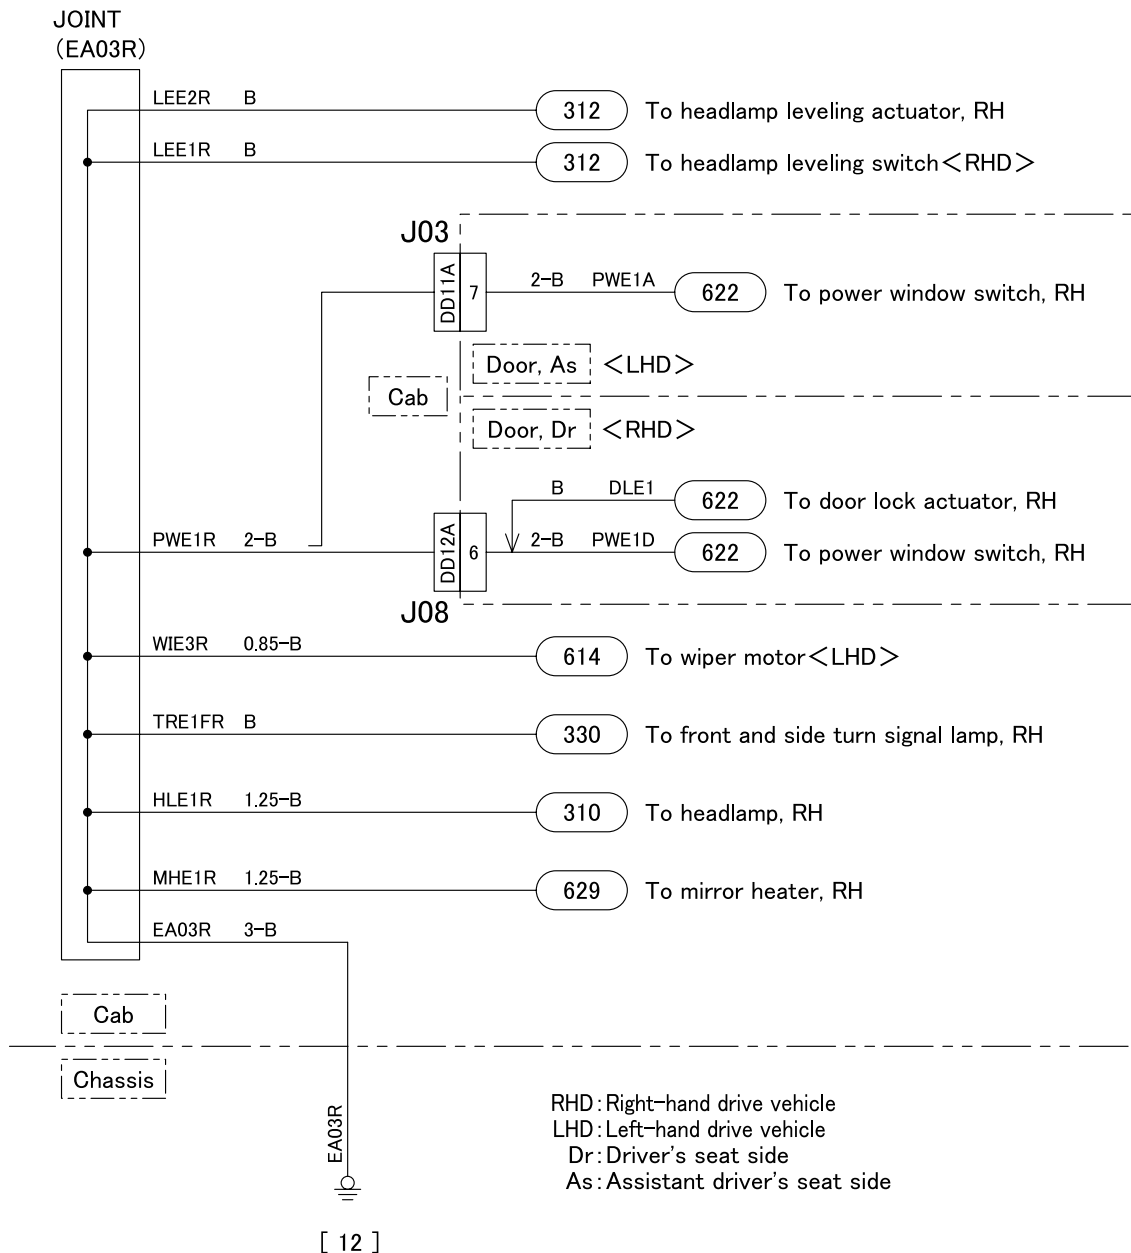 JOINT
(EA03R)
LEE2R B 312 To headlamp leveling actuator, RH
LEE1R B 312 To headlamp leveling switch<RHD>
J03
DD11A 7 2-B PWE1A 622 To power window switch, RH
Door, As <LHD>
Cab
Door, Dr <RHD>
B DLE1 622 To door lock actuator, RH
PWE1R 2-B DD12A 6 2-B PWE1D 622 To power window switch, RH
J08
WIE3R 0.85-B 614 To wiper motor<LHD>
TRE1FR B 330 To front and side turn signal lamp, RH
HLE1R 1.25-B 310 To headlamp, RH
MHE1R 1.25-B 629 To mirror heater, RH
EA03R 3-B
Cab
Chassis
EA03R
RHD:Right-hand drive vehicle
LHD:Left-hand drive vehicle
Dr:Driver's seat side
As:Assistant driver's seat side
[ 12 ]